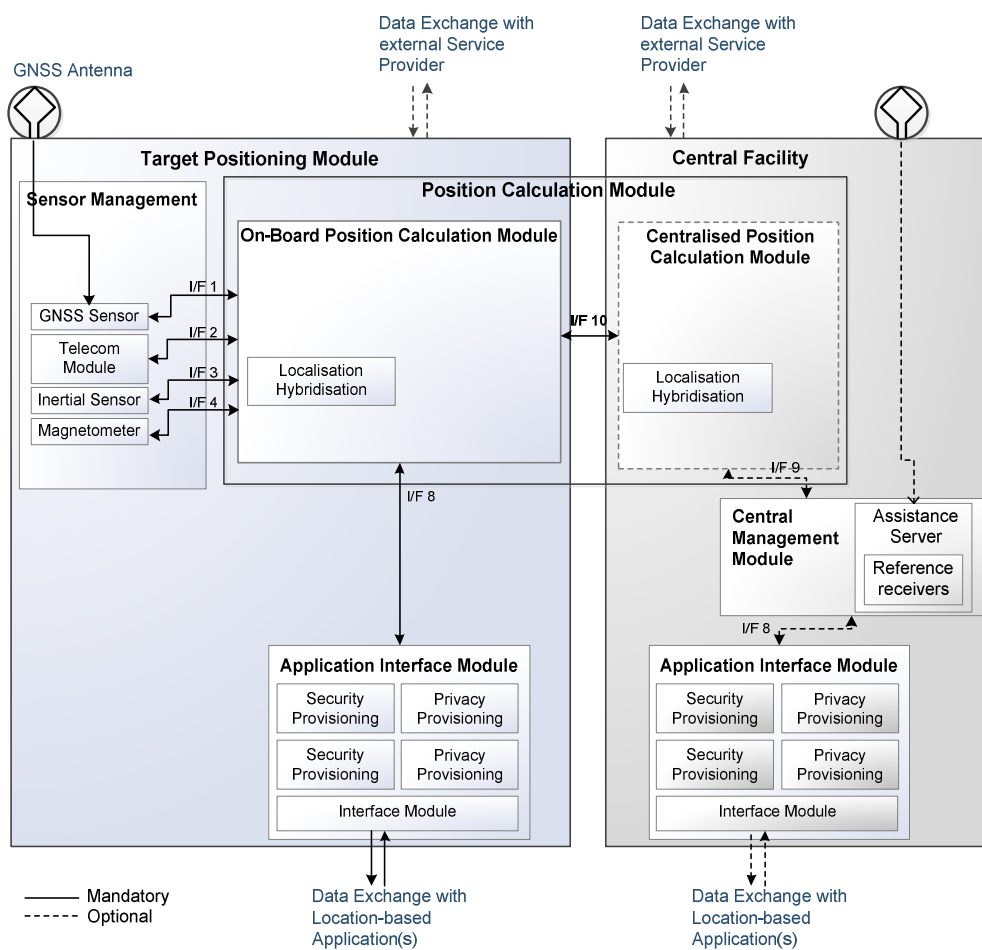 Data Exchange with
external Service
Provider
Data Exchange with
external Service
Provider
GNSS Antenna
Target Positioning Module
Central Facility
Position Calculation Module
Sensor Management
On-Board Position Calculation Module
Centralised Position
Calculation Module
I/F 1
GNSS Sensor
I/F 2
Telecom
Module
I/F 3
Inertial Sensor
I/F 4
Magnetometer
Localisation
Hybridisation
I/F 10
Localisation
Hybridisation
I/F 8
I/F 9
Central
Management
Module
Assistance
Server
Reference
receivers
I/F 8
Application Interface Module
Security
Provisioning
Privacy
Provisioning
Security
Provisioning
Privacy
Provisioning
Interface Module
Application Interface Module
Security
Provisioning
Privacy
Provisioning
Security
Provisioning
Privacy
Provisioning
Interface Module
Mandatory
Optional
Data Exchange with
Location-based
Application(s)
Data Exchange with
Location-based
Application(s)